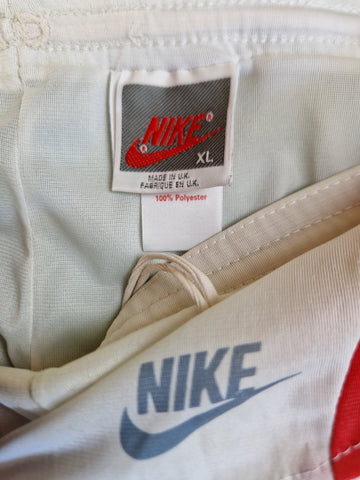 NIKE
XL
MADE IN U.K.
FABRIQUE EN U.K.
100% Polyester
NIKE